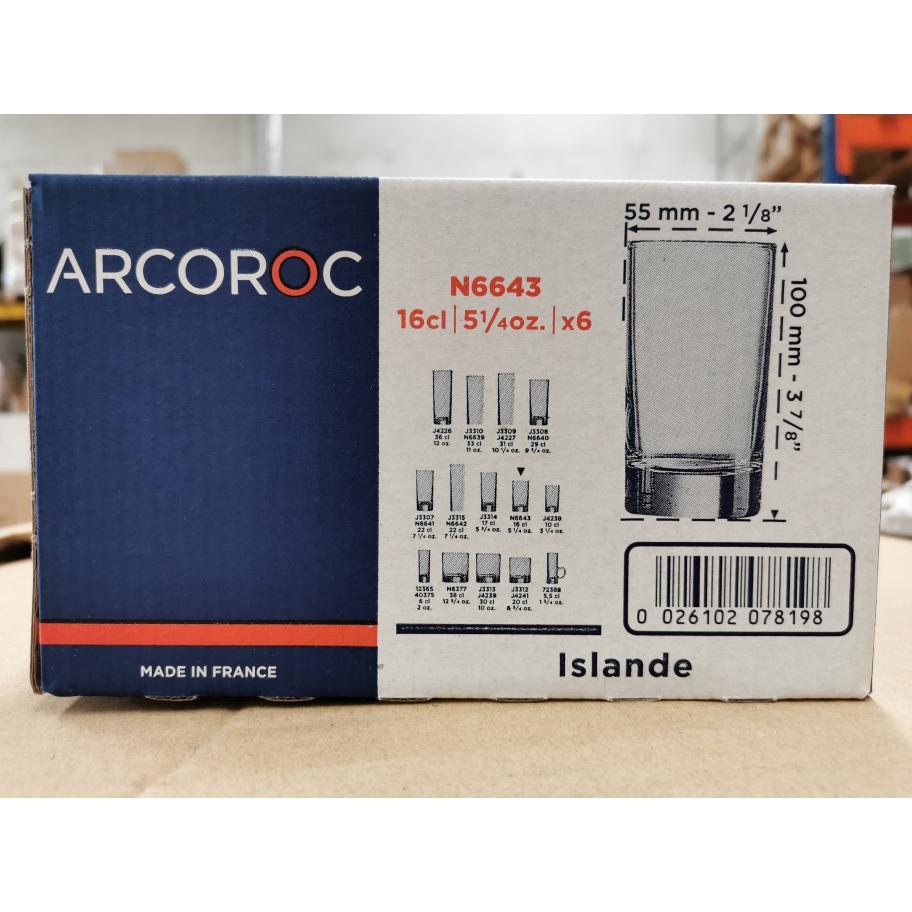 ARCOROC
MADE IN FRANCE
N6643
16cl | 5 1/4 oz. | x6
J4226
36 cl
12 oz.
J3310
N6639
33 cl
11 oz.
J3309
J4227
31 cl
10 1/4 oz.
J3308
N6640
29 cl
9 3/4 oz.
J3307
N6641
22 cl
7 1/4 oz.
J3315
N6642
22 cl
7 1/4 oz.
J3314
17 cl
5 3/4 oz.
N6643
16 cl
5 1/4 oz.
J4238
10 cl
3 1/4 oz.
12365
40375
6 cl
2 oz.
N6377
38 cl
12 3/4 oz.
J3313
J4239
30 cl
10 oz.
J3312
J4241
20 cl
6 3/4 oz.
72388
5,5 cl
1 3/4 oz.
55 mm - 2 1/8"
100 mm - 3 7/8"
0 026102 078198
Islande